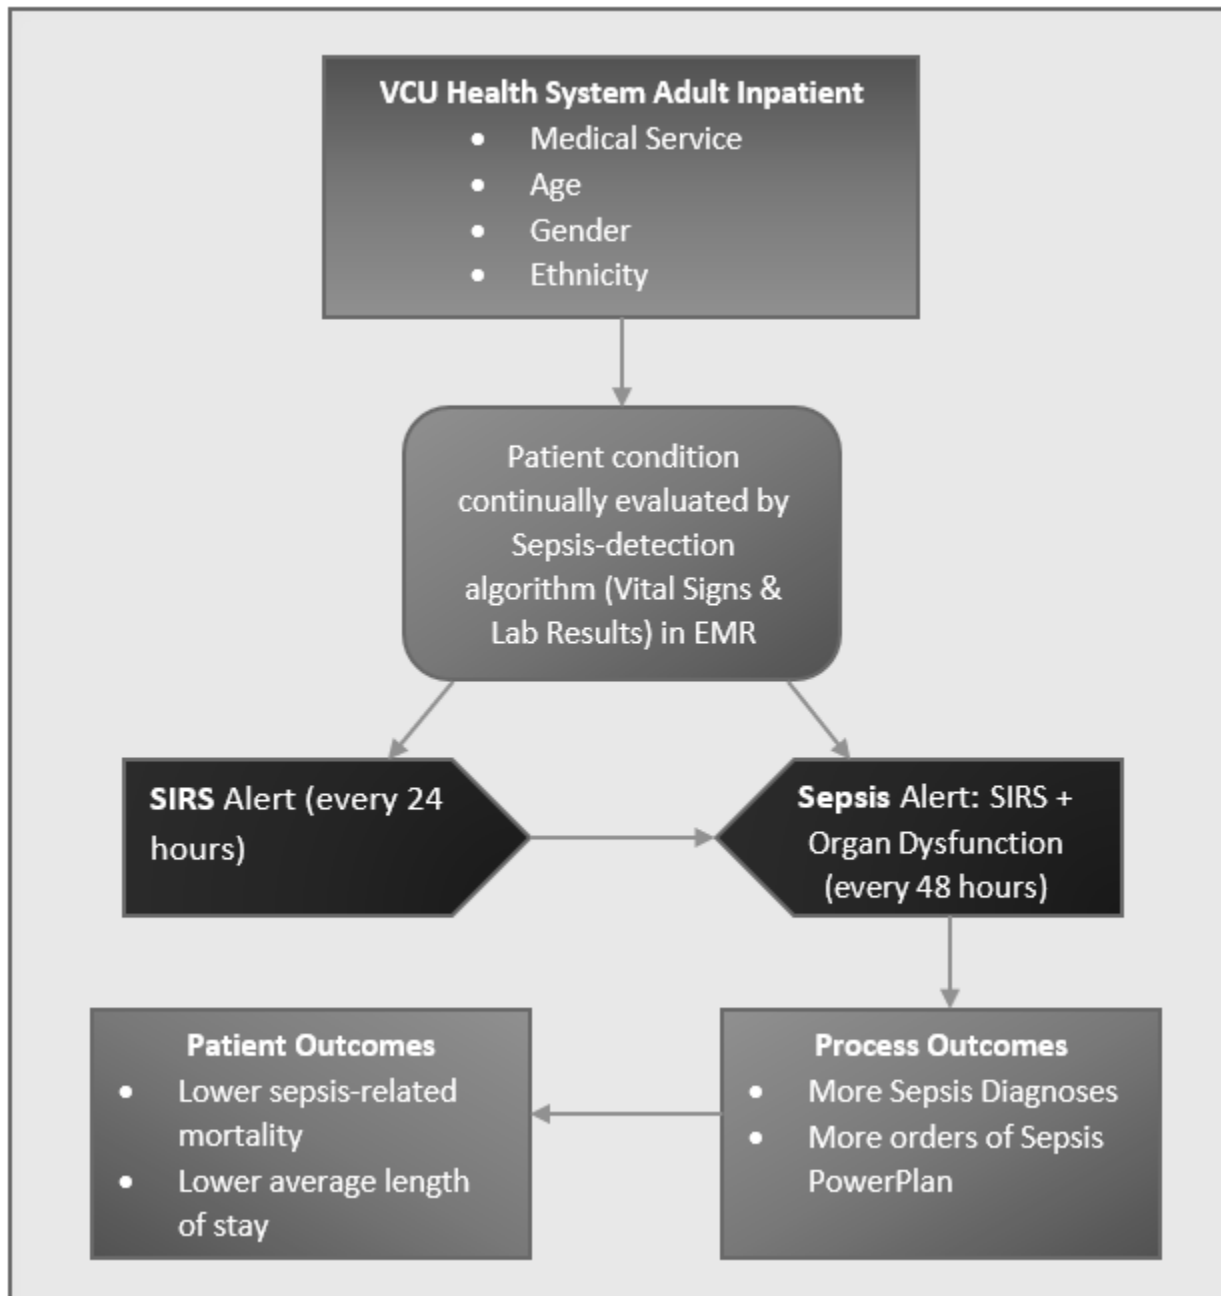 VCU Health System Adult Inpatient
• Medical Service
• Age
• Gender
• Ethnicity
Patient condition
continually evaluated by
Sepsis-detection
algorithm (Vital Signs &
Lab Results) in EMR
SIRS Alert (every 24
hours)
Sepsis Alert: SIRS +
Organ Dysfunction
(every 48 hours)
Patient Outcomes
• Lower sepsis-related
mortality
• Lower average length
of stay
Process Outcomes
• More Sepsis Diagnoses
• More orders of Sepsis
PowerPlan